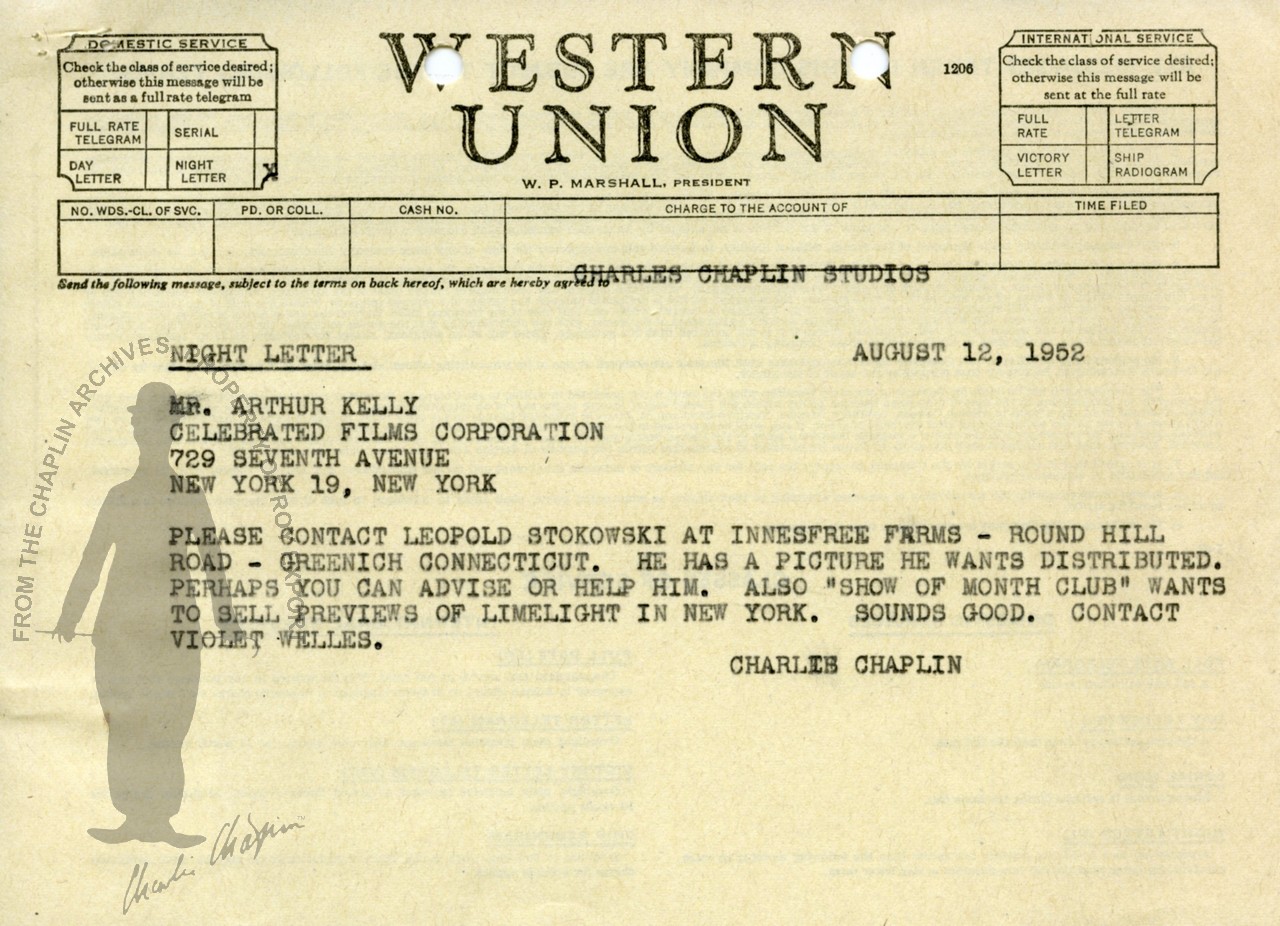 DOMESTIC SERVICE
Check the class of service desired;
otherwise this message will be
sent as a full rate telegram
FULL RATE TELEGRAM
SERIAL
DAY LETTER
NIGHT LETTER
X
WESTERN
UNION
1206
W. P. MARSHALL, PRESIDENT
INTERNATIONAL SERVICE
Check the class of service desired;
otherwise this message will be
sent at the full rate
FULL RATE
LETTER TELEGRAM
VICTORY LETTER
SHIP RADIOGRAM
NO. WDS.-CL. OF SVC.
PD. OR COLL.
CASH NO.
CHARGE TO THE ACCOUNT OF
TIME FILED
CHARLES CHAPLIN STUDIOS
Send the following message, subject to the terms on back hereof, which are hereby agreed to
NIGHT LETTER
AUGUST 12, 1952
MR. ARTHUR KELLY
CELEBRATED FILMS CORPORATION
729 SEVENTH AVENUE
NEW YORK 19, NEW YORK
PLEASE CONTACT LEOPOLD STOKOWSKI AT INNESFREE FARMS - ROUND HILL
ROAD - GREENICH CONNECTICUT. HE HAS A PICTURE HE WANTS DISTRIBUTED.
PERHAPS YOU CAN ADVISE OR HELP HIM. ALSO "SHOW OF MONTH CLUB" WANTS
TO SELL PREVIEWS OF LIMELIGHT IN NEW YORK. SOUNDS GOOD. CONTACT
VIOLET WELLES.
CHARLIE CHAPLIN
FROM THE CHAPLIN ARCHIVES
PROPERTY OF ROY EXPORT
Charlie Chaplin